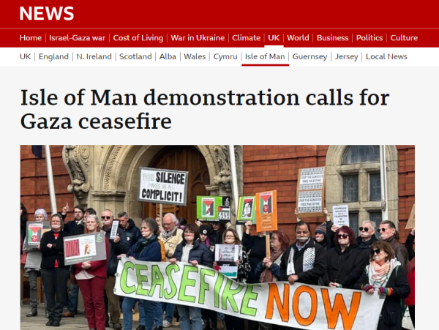 NEWS
Home Israel-Gaza war Cost of Living War in Ukraine Climate UK World Business Politics Culture
UK England N. Ireland Scotland Alba Wales Cymru Isle of Man Guernsey Jersey Local News
Isle of Man demonstration calls for
Gaza ceasefire
SILENCE
COMPLICIT!
CEASEFIRE NOW